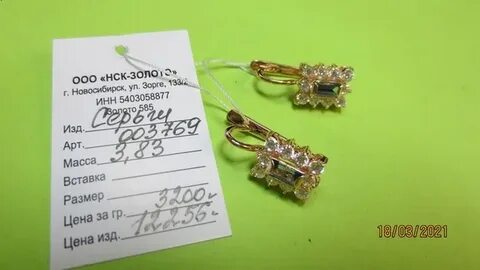 ООО «НСК-ЗОЛОТО»
г. Новосибирск, ул. Зорге, 133/2
ИНН 5403058877
Золото 585
Изд. Серьги
Арт. 003769
Масса 3,83
Вставка
Размер
Цена за гр. 3200
Цена изд. 12256
18/03/2021